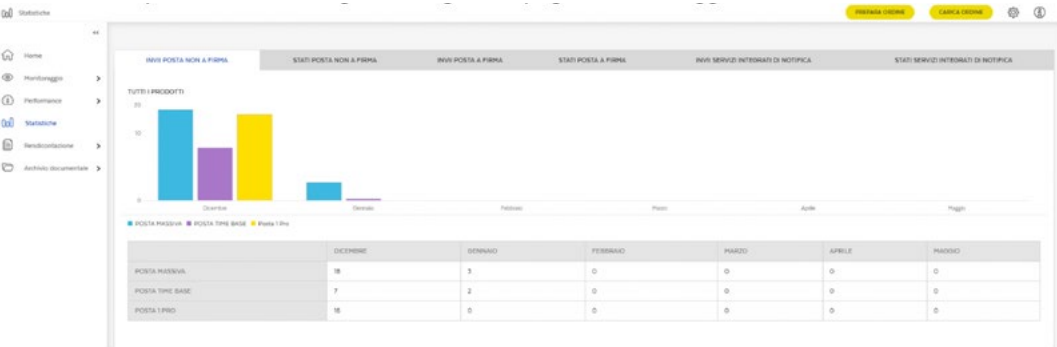 Statistiche
PREPARA ORDINE
CARICA ORDINE
<<
Home
Monitoraggio
Performance
Statistiche
Rendicontazione
Archivio documentale
INVII POSTA NON A FIRMA
STATI POSTA NON A FIRMA
INVII POSTA A FIRMA
STATI POSTA A FIRMA
INVII SERVIZI INTEGRATI DI NOTIFICA
STATI SERVIZI INTEGRATI DI NOTIFICA
TUTTI I PRODOTTI
10
0
Dicembre Gennaio Febbraio Marzo Aprile Maggio
POSTA MASSIVA POSTA TIME BASE Posta 1 Pro
DICEMBRE GENNAIO FEBBRAIO MARZO APRILE MAGGIO
POSTA MASSIVA 18 3 0 0 0 0
POSTA TIME BASE 7 2 0 0 0 0
POSTA 1 PRO 0 0 0 0 0